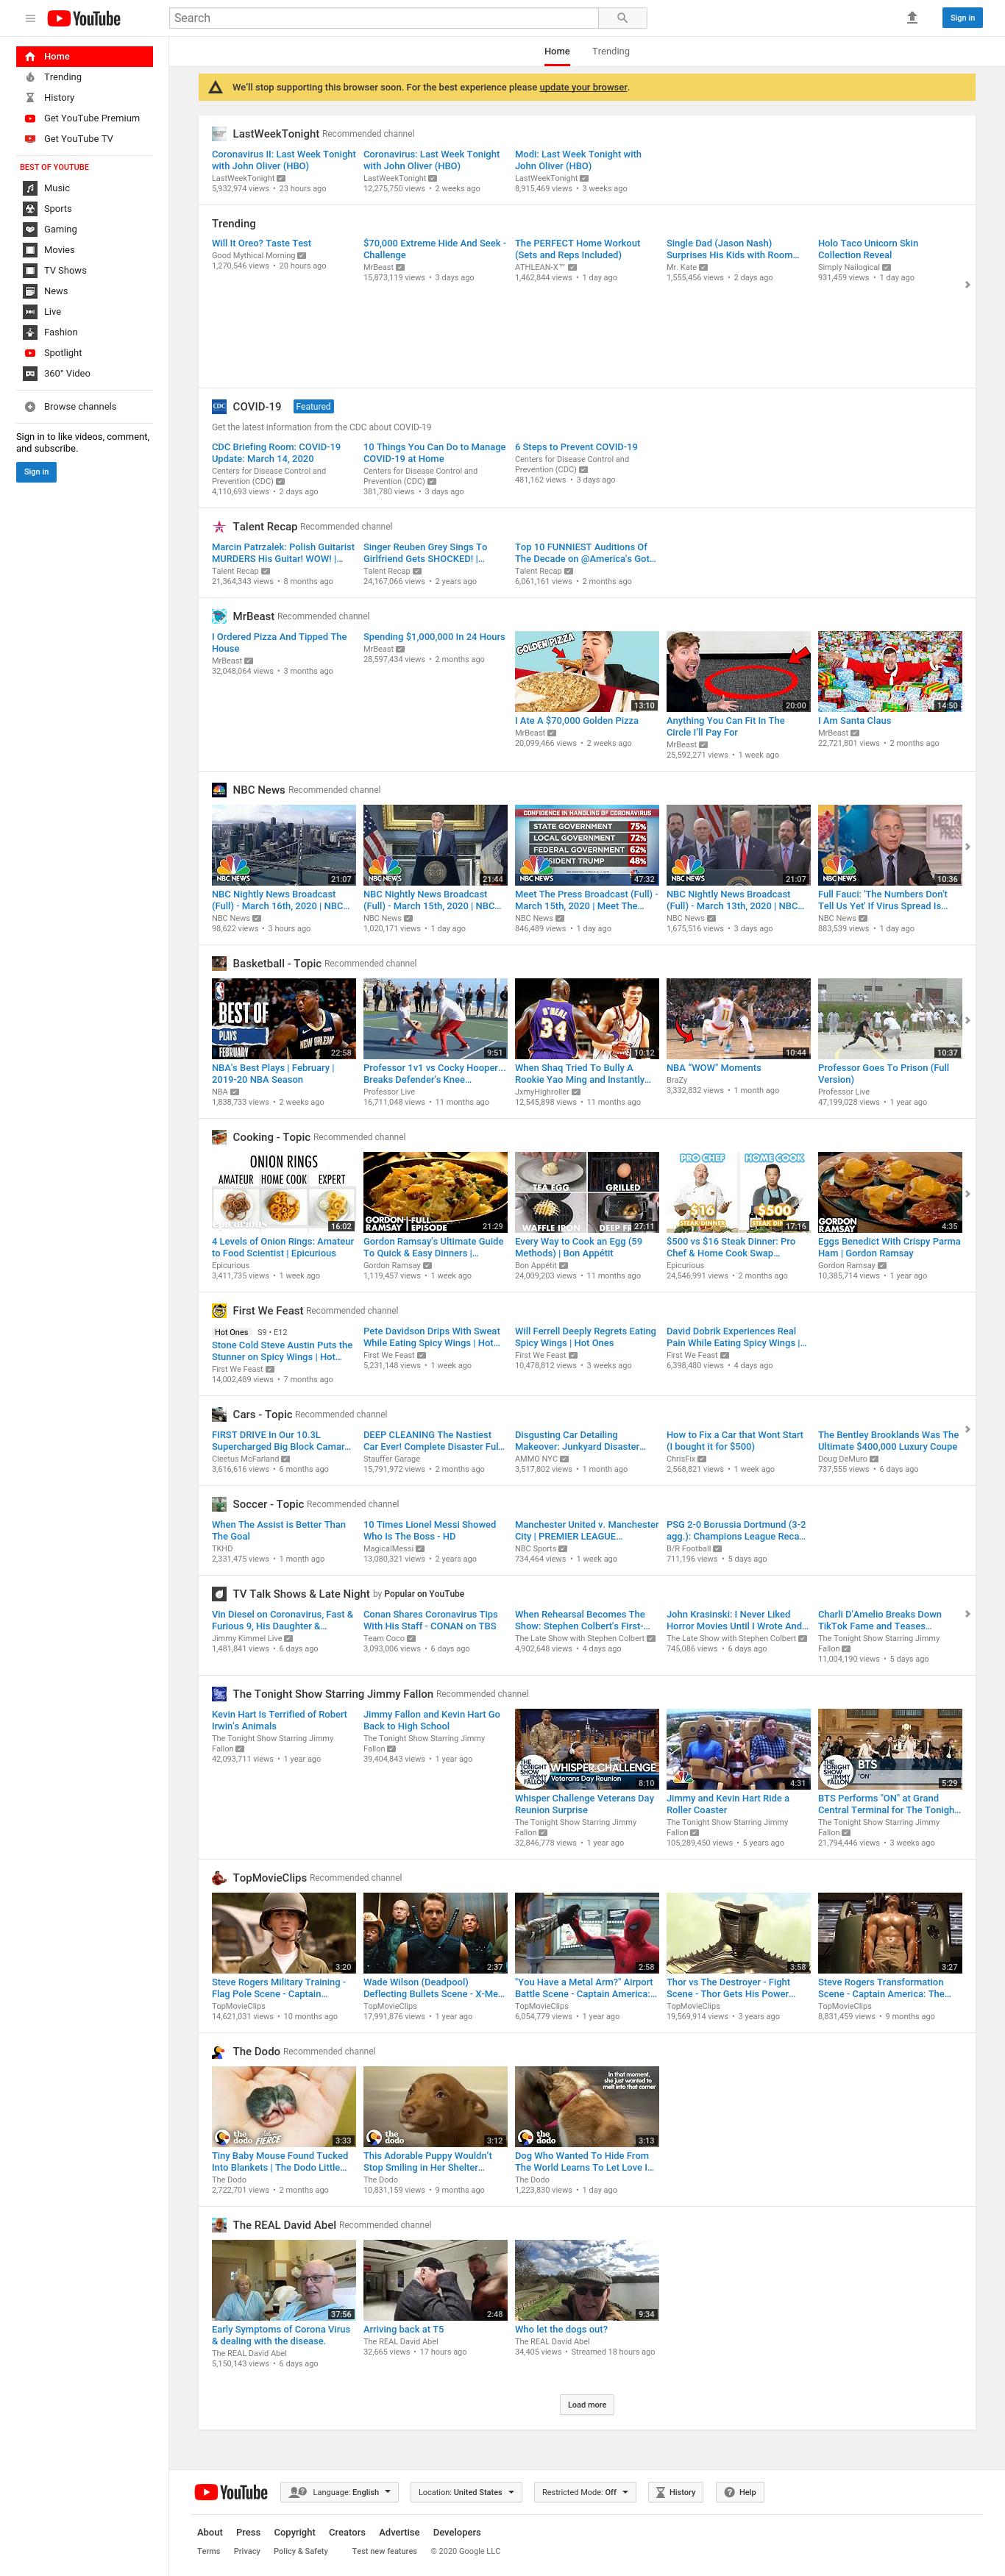 YouTube
Search
Sign in
Home
Trending
History
Get YouTube Premium
Get YouTube TV
BEST OF YOUTUBE
Music
Sports
Gaming
Movies
TV Shows
News
Live
Fashion
Spotlight
360° Video
Browse channels
Sign in to like videos, comment,
and subscribe.
Sign in
Home Trending
We'll stop supporting this browser soon. For the best experience please update your browser.
LastWeekTonight Recommended channel
Coronavirus II: Last Week Tonight
with John Oliver (HBO)
LastWeekTonight
5,932,974 views • 23 hours ago
Coronavirus: Last Week Tonight
with John Oliver (HBO)
LastWeekTonight
12,275,750 views • 2 weeks ago
Modi: Last Week Tonight with
John Oliver (HBO)
LastWeekTonight
8,915,469 views • 3 weeks ago
Trending
Will It Oreo? Taste Test
Good Mythical Morning
1,270,546 views • 20 hours ago
$70,000 Extreme Hide And Seek -
Challenge
MrBeast
15,873,119 views • 3 days ago
The PERFECT Home Workout
(Sets and Reps Included)
ATHLEAN-X™
1,462,844 views • 1 day ago
Single Dad (Jason Nash)
Surprises His Kids with Room...
Mr. Kate
1,555,456 views • 2 days ago
Holo Taco Unicorn Skin
Collection Reveal
Simply Nailogical
931,459 views • 1 day ago
CDC COVID-19 Featured
Get the latest information from the CDC about COVID-19
CDC Briefing Room: COVID-19
Update: March 14, 2020
Centers for Disease Control and
Prevention (CDC)
4,110,693 views • 2 days ago
10 Things You Can Do to Manage
COVID-19 at Home
Centers for Disease Control and
Prevention (CDC)
381,780 views • 3 days ago
6 Steps to Prevent COVID-19
Centers for Disease Control and
Prevention (CDC)
481,162 views • 3 days ago
Talent Recap Recommended channel
Marcin Patrzalek: Polish Guitarist
MURDERS His Guitar! WOW! |...
Talent Recap
21,364,343 views • 8 months ago
Singer Reuben Grey Sings To
Girlfriend Gets SHOCKED! |...
Talent Recap
24,167,066 views • 2 years ago
Top 10 FUNNIEST Auditions Of
The Decade on @America's Got...
Talent Recap
6,061,161 views • 2 months ago
MrBeast Recommended channel
I Ordered Pizza And Tipped The
House
MrBeast
32,048,064 views • 3 months ago
Spending $1,000,000 In 24 Hours
MrBeast
28,597,434 views • 2 months ago
GOLDEN PIZZA
13:10
I Ate A $70,000 Golden Pizza
MrBeast
20,099,466 views • 2 weeks ago
20:00
Anything You Can Fit In The
Circle I'll Pay For
MrBeast
25,592,271 views • 1 week ago
14:50
I Am Santa Claus
MrBeast
22,721,801 views • 2 months ago
NBC News Recommended channel
NBC NEWS
21:07
NBC Nightly News Broadcast
(Full) - March 16th, 2020 | NBC...
NBC News
98,622 views • 3 hours ago
NBC NEWS
21:44
NBC Nightly News Broadcast
(Full) - March 15th, 2020 | NBC...
NBC News
1,020,171 views • 1 day ago
CONFIDENCE IN HANDLING OF CORONAVIRUS
STATE GOVERNMENT 75%
LOCAL GOVERNMENT 72%
FEDERAL GOVERNMENT 62%
SIDENT TRUMP 48%
NBC NEWS
47:32
Meet The Press Broadcast (Full) -
March 15th, 2020 | Meet The...
NBC News
846,489 views • 1 day ago
NBC NEWS
21:07
NBC Nightly News Broadcast
(Full) - March 13th, 2020 | NBC...
NBC News
1,675,516 views • 3 days ago
NBC NEWS
10:36
Full Fauci: 'The Numbers Don't
Tell Us Yet' If Virus Spread Is...
NBC News
883,539 views • 1 day ago
Basketball - Topic Recommended channel
BEST OF
PLAYS
FEBRUARY
NEW ORLEANS
22:58
NBA's Best Plays | February |
2019-20 NBA Season
NBA
1,838,733 views • 2 weeks ago
9:51
Professor 1v1 vs Cocky Hooper...
Breaks Defender's Knee...
Professor Live
16,711,048 views • 11 months ago
O'NEAL
34
10:12
When Shaq Tried To Bully A
Rookie Yao Ming and Instantly...
JxmyHighroller
12,545,898 views • 11 months ago
11
10:44
NBA "WOW" Moments
BraZy
3,332,832 views • 1 month ago
10:37
Professor Goes To Prison (Full
Version)
Professor Live
47,199,028 views • 1 year ago
Cooking - Topic Recommended channel
ONION RINGS
AMATEUR HOME COOK EXPERT
epicurious
16:02
4 Levels of Onion Rings: Amateur
to Food Scientist | Epicurious
Epicurious
3,411,735 views • 1 week ago
GORDON RAMSAY FULL EPISODE
21:29
Gordon Ramsay's Ultimate Guide
To Quick & Easy Dinners |...
Gordon Ramsay
1,119,457 views • 1 week ago
TEA EGG GRILLED
WAFFLE IRON DEEP FR
27:11
Every Way to Cook an Egg (59
Methods) | Bon Appétit
Bon Appétit
24,009,203 views • 11 months ago
PRO CHEF HOME COOK
$16 STEAK DINNER $500 STEAK DIN
17:16
$500 vs $16 Steak Dinner: Pro
Chef & Home Cook Swap...
Epicurious
24,546,991 views • 2 months ago
GORDON RAMSAY
4:35
Eggs Benedict With Crispy Parma
Ham | Gordon Ramsay
Gordon Ramsay
10,385,714 views • 1 year ago
First We Feast Recommended channel
Hot Ones S9 • E12
Stone Cold Steve Austin Puts the
Stunner on Spicy Wings | Hot...
First We Feast
14,002,489 views • 7 months ago
Pete Davidson Drips With Sweat
While Eating Spicy Wings | Hot...
First We Feast
5,231,148 views • 1 week ago
Will Ferrell Deeply Regrets Eating
Spicy Wings | Hot Ones
First We Feast
10,478,812 views • 3 weeks ago
David Dobrik Experiences Real
Pain While Eating Spicy Wings |...
First We Feast
6,398,480 views • 4 days ago
Cars - Topic Recommended channel
FIRST DRIVE In Our 10.3L
Supercharged Big Block Camar...
Cleetus McFarland
3,616,616 views • 6 months ago
DEEP CLEANING The Nastiest
Car Ever! Complete Disaster Ful...
Stauffer Garage
15,791,972 views • 2 months ago
Disgusting Car Detailing
Makeover: Junkyard Disaster...
AMMO NYC
3,517,802 views • 1 month ago
How to Fix a Car that Wont Start
(I bought it for $500)
ChrisFix
2,568,821 views • 1 week ago
The Bentley Brooklands Was The
Ultimate $400,000 Luxury Coupe
Doug DeMuro
737,555 views • 6 days ago
Soccer - Topic Recommended channel
When The Assist is Better Than
The Goal
TKHD
2,331,475 views • 1 month ago
10 Times Lionel Messi Showed
Who Is The Boss - HD
MagicalMessi
13,080,321 views • 2 years ago
Manchester United v. Manchester
City | PREMIER LEAGUE...
NBC Sports
734,464 views • 1 week ago
PSG 2-0 Borussia Dortmund (3-2
agg.): Champions League Reca...
B/R Football
711,196 views • 5 days ago
TV Talk Shows & Late Night by Popular on YouTube
Vin Diesel on Coronavirus, Fast &
Furious 9, His Daughter &...
Jimmy Kimmel Live
1,481,841 views • 6 days ago
Conan Shares Coronavirus Tips
With His Staff - CONAN on TBS
Team Coco
3,093,006 views • 6 days ago
When Rehearsal Becomes The
Show: Stephen Colbert's First-...
The Late Show with Stephen Colbert
4,902,648 views • 4 days ago
John Krasinski: I Never Liked
Horror Movies Until I Wrote And...
The Late Show with Stephen Colbert
745,086 views • 6 days ago
Charli D'Amelio Breaks Down
TikTok Fame and Teases...
The Tonight Show Starring Jimmy
Fallon
11,004,190 views • 5 days ago
The Tonight Show Starring Jimmy Fallon Recommended channel
Kevin Hart Is Terrified of Robert
Irwin's Animals
The Tonight Show Starring Jimmy
Fallon
42,093,711 views • 1 year ago
Jimmy Fallon and Kevin Hart Go
Back to High School
The Tonight Show Starring Jimmy
Fallon
39,404,843 views • 1 year ago
THE TONIGHT SHOW JIMMY FALLON
WHISPER CHALLENGE
Veterans Day Reunion
8:10
Whisper Challenge Veterans Day
Reunion Surprise
The Tonight Show Starring Jimmy
Fallon
32,846,778 views • 1 year ago
4:31
Jimmy and Kevin Hart Ride a
Roller Coaster
The Tonight Show Starring Jimmy
Fallon
105,289,450 views • 5 years ago
THE TONIGHT SHOW JIMMY FALLON
BTS
"ON"
5:29
BTS Performs "ON" at Grand
Central Terminal for The Tonigh...
The Tonight Show Starring Jimmy
Fallon
21,794,446 views • 3 weeks ago
TopMovieClips Recommended channel
3:20
Steve Rogers Military Training -
Flag Pole Scene - Captain...
TopMovieClips
14,621,031 views • 10 months ago
2:37
Wade Wilson (Deadpool)
Deflecting Bullets Scene - X-Me...
TopMovieClips
17,991,876 views • 1 year ago
2:58
"You Have a Metal Arm?" Airport
Battle Scene - Captain America:...
TopMovieClips
6,054,779 views • 1 year ago
3:58
Thor vs The Destroyer - Fight
Scene - Thor Gets His Power...
TopMovieClips
19,569,914 views • 3 years ago
3:27
Steve Rogers Transformation
Scene - Captain America: The...
TopMovieClips
8,831,459 views • 9 months ago
The Dodo Recommended channel
the dodo
FIERCE
3:33
Tiny Baby Mouse Found Tucked
Into Blankets | The Dodo Little...
The Dodo
2,722,701 views • 2 months ago
the dodo
3:12
This Adorable Puppy Wouldn't
Stop Smiling in Her Shelter...
The Dodo
10,831,159 views • 9 months ago
In that moment,
she just wanted to
melt into that corner
the dodo
3:13
Dog Who Wanted To Hide From
The World Learns To Let Love I...
The Dodo
1,223,830 views • 1 day ago
The REAL David Abel Recommended channel
37:56
Early Symptoms of Corona Virus
& dealing with the disease.
The REAL David Abel
5,150,143 views • 6 days ago
2:48
Arriving back at T5
The REAL David Abel
32,665 views • 17 hours ago
9:34
Who let the dogs out?
The REAL David Abel
34,405 views • Streamed 18 hours ago
Load more
YouTube Language: English Location: United States Restricted Mode: Off History Help
About Press Copyright Creators Advertise Developers
Terms Privacy Policy & Safety Test new features © 2020 Google LLC